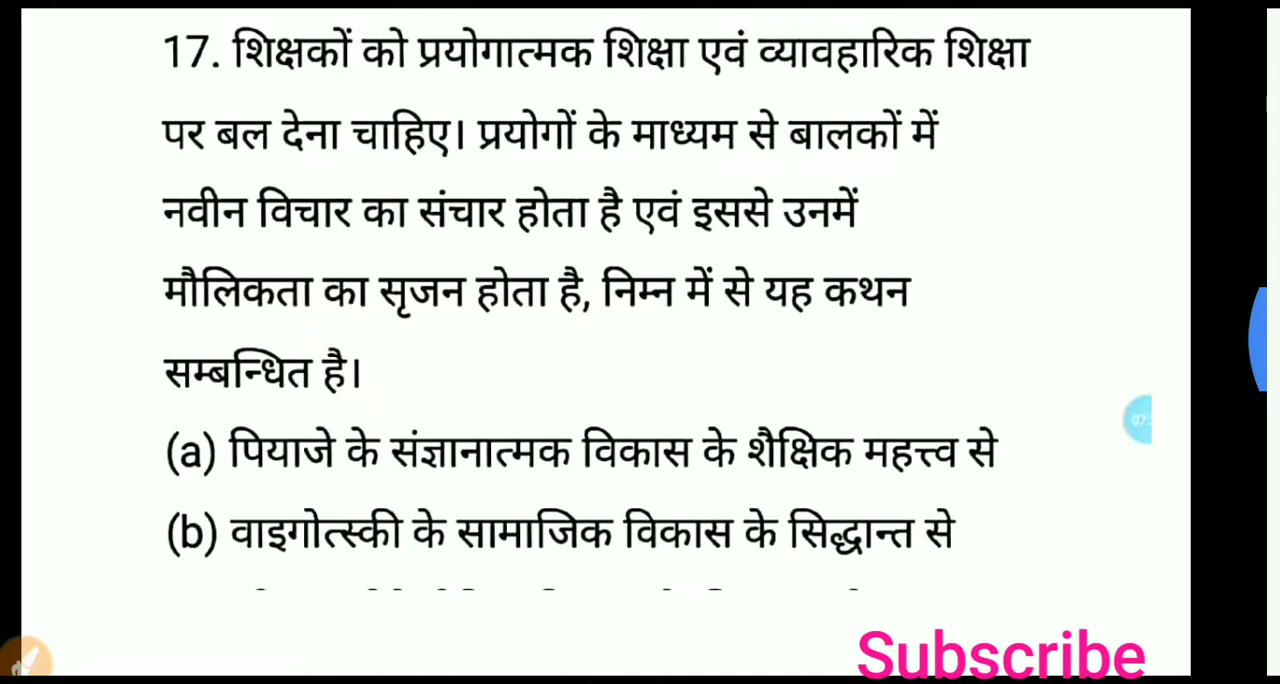 17. शिक्षकों को प्रयोगात्मक शिक्षा एवं व्यावहारिक शिक्षा
पर बल देना चाहिए। प्रयोगों के माध्यम से बालकों में
नवीन विचार का संचार होता है एवं इससे उनमें
मौलिकता का सृजन होता है, निम्न में से यह कथन
सम्बन्धित है।
(a) पियाजे के संज्ञानात्मक विकास के शैक्षिक महत्त्व से
(b) वाइगोत्स्की के सामाजिक विकास के सिद्धान्त से
Subscribe